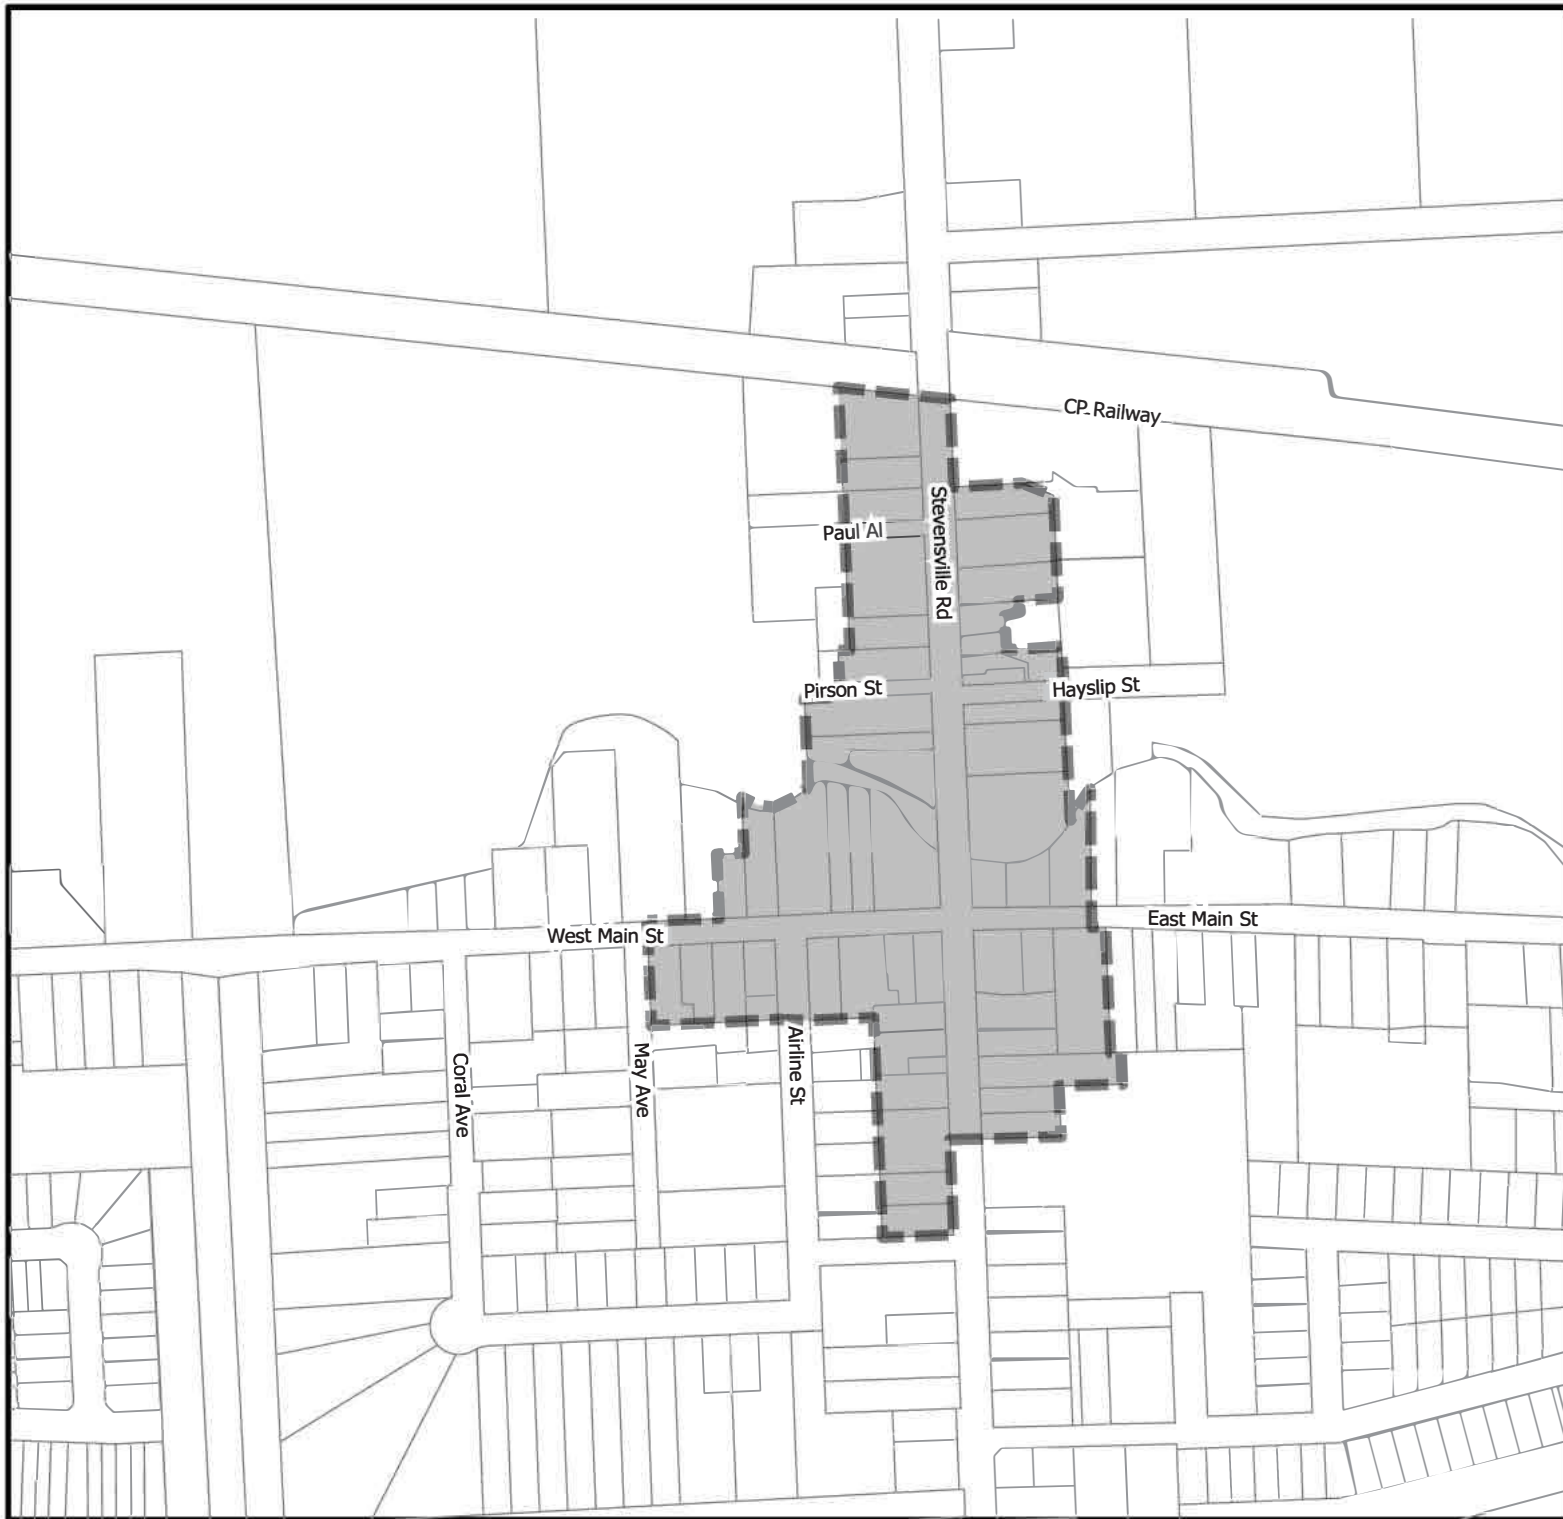 CP Railway
Stevensville Rd
Paul Al
Pirson St
Hayslip St
West Main St
East Main St
Airline St
May Ave
Coral Ave